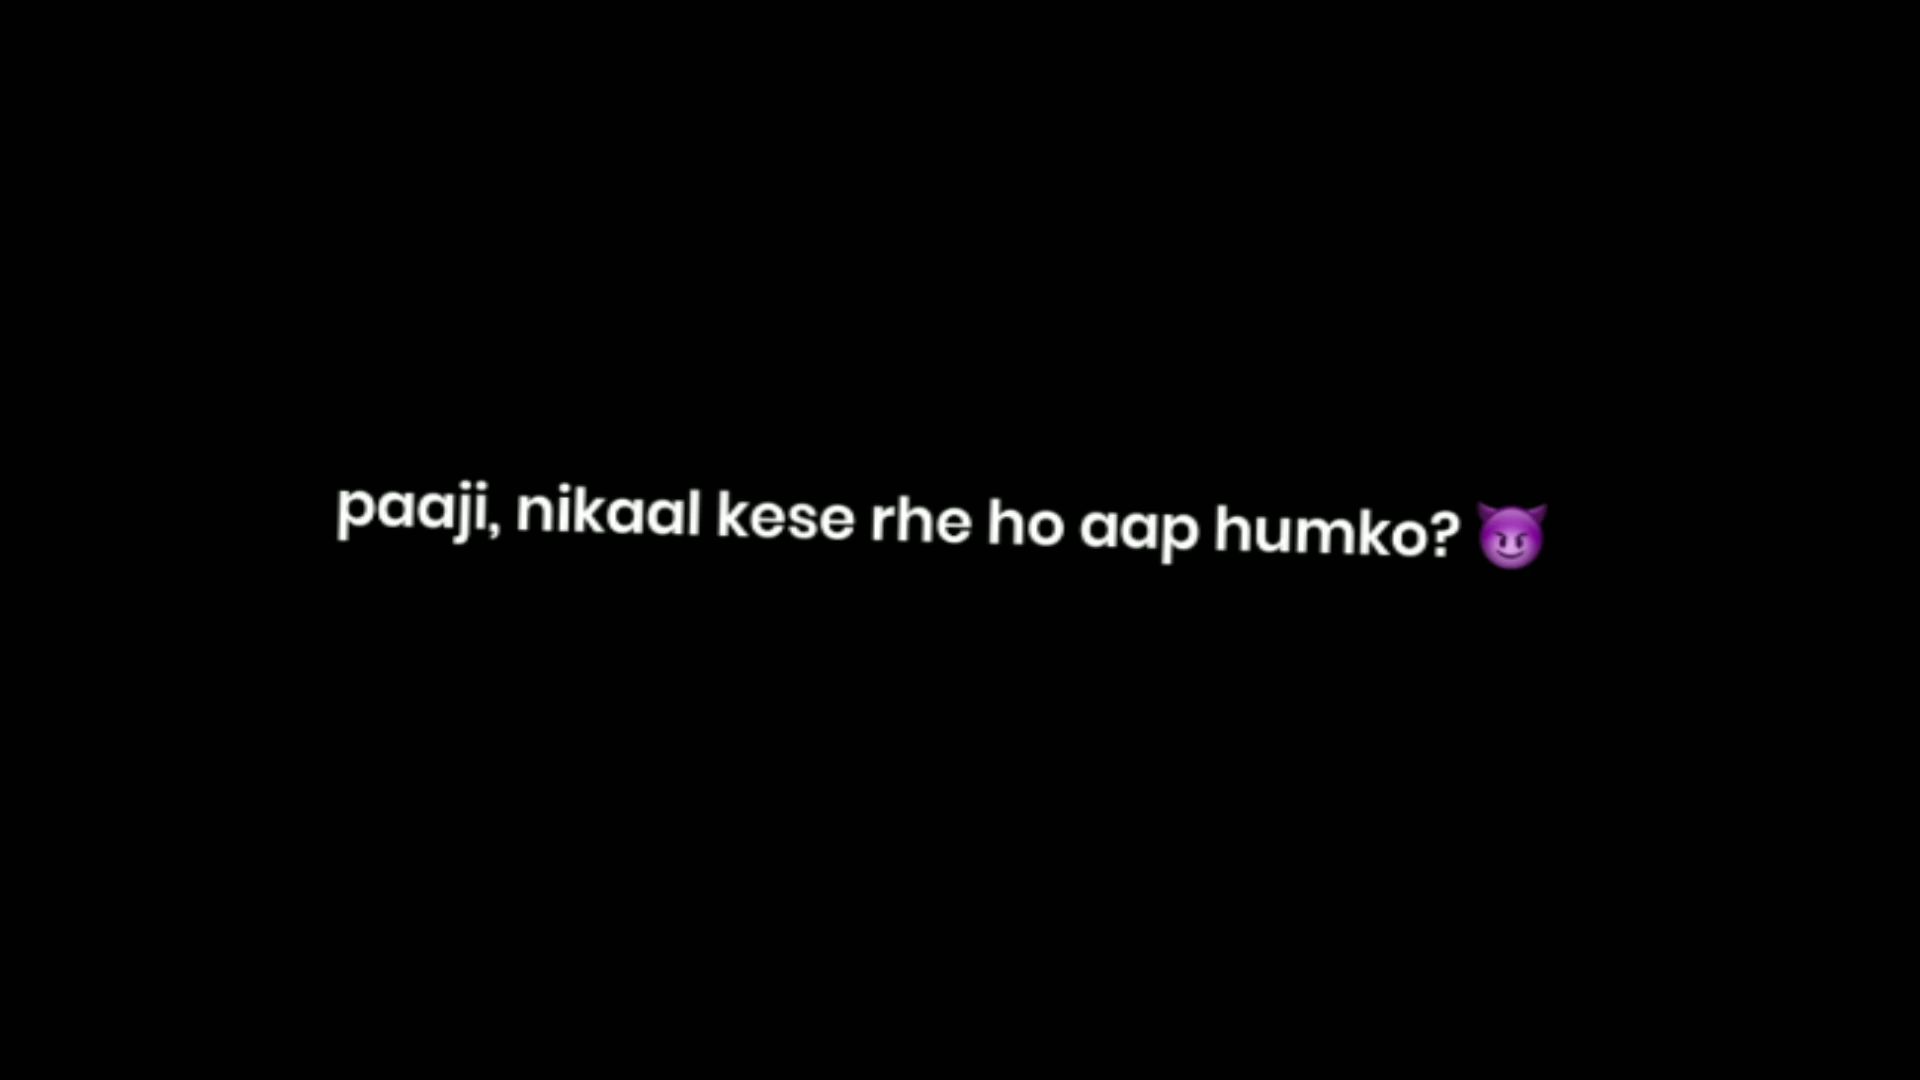 paaji, nikaal kese rhe ho aap humko? 😈